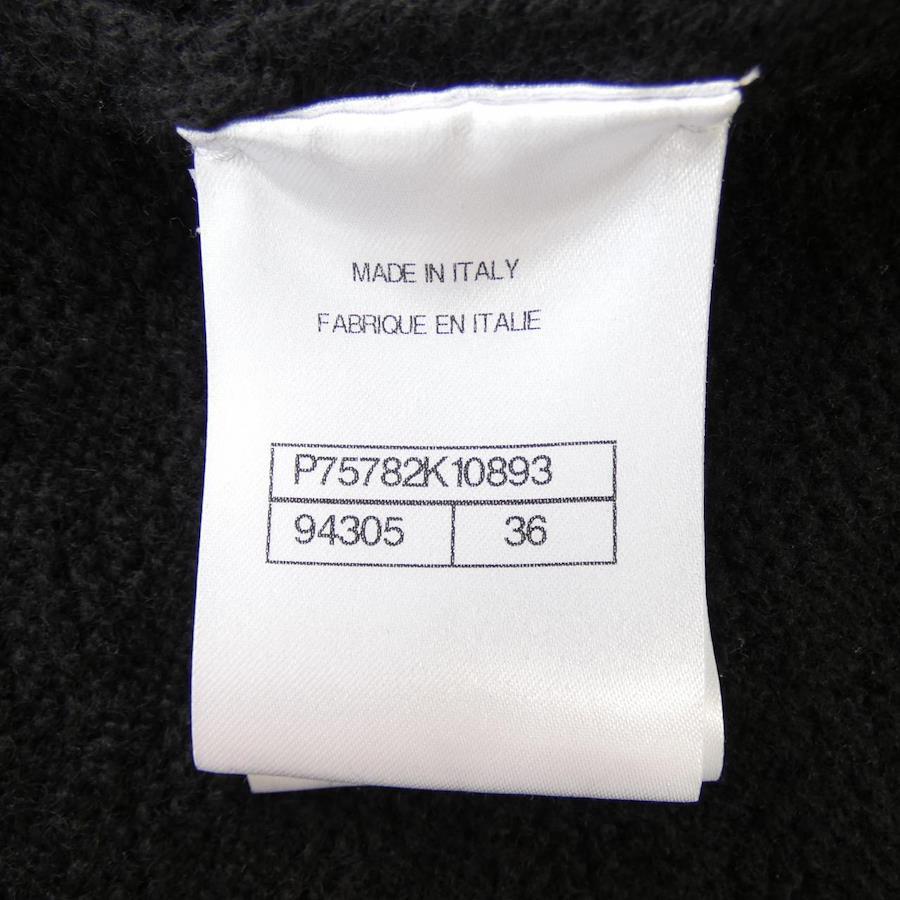 MADE IN ITALY
FABRIQUE EN ITALIE
P75782K10893
94305 36